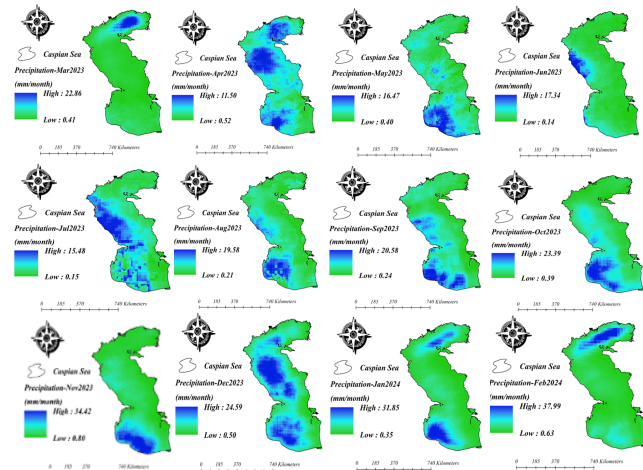 Caspian Sea
Precipitation-Mar2023
(mm/month)
High : 22.86
Low : 0.41
0 185 370 740 Kilometers
Caspian Sea
Precipitation-Apr2023
(mm/month)
High : 11.50
Low : 0.52
0 185 370 740 Kilometers
Caspian Sea
Precipitation-May2023
(mm/month)
High : 16.47
Low : 0.40
0 185 370 740 Kilometers
Caspian Sea
Precipitation-Jun2023
(mm/month)
High : 17.34
Low : 0.14
0 185 370 740 Kilometers
Caspian Sea
Precipitation-Jul2023
(mm/month)
High : 15.48
Low : 0.15
0 185 370 740 Kilometers
Caspian Sea
Precipitation-Aug2023
(mm/month)
High : 19.58
Low : 0.21
0 185 370 740 Kilometers
Caspian Sea
Precipitation-Sep2023
(mm/month)
High : 20.58
Low : 0.24
0 185 370 740 Kilometers
Caspian Sea
Precipitation-Oct2023
(mm/month)
High : 23.39
Low : 0.39
0 185 370 740 Kilometers
Caspian Sea
Precipitation-Nov2023
(mm/month)
High : 34.42
Low : 0.80
0 185 370 740 Kilometers
Caspian Sea
Precipitation-Dec2023
(mm/month)
High : 24.59
Low : 0.50
0 185 370 740 Kilometers
Caspian Sea
Precipitation-Jan2024
(mm/month)
High : 31.85
Low : 0.35
0 185 370 740 Kilometers
Caspian Sea
Precipitation-Feb2024
(mm/month)
High : 37.99
Low : 0.63
0 185 370 740 Kilometers